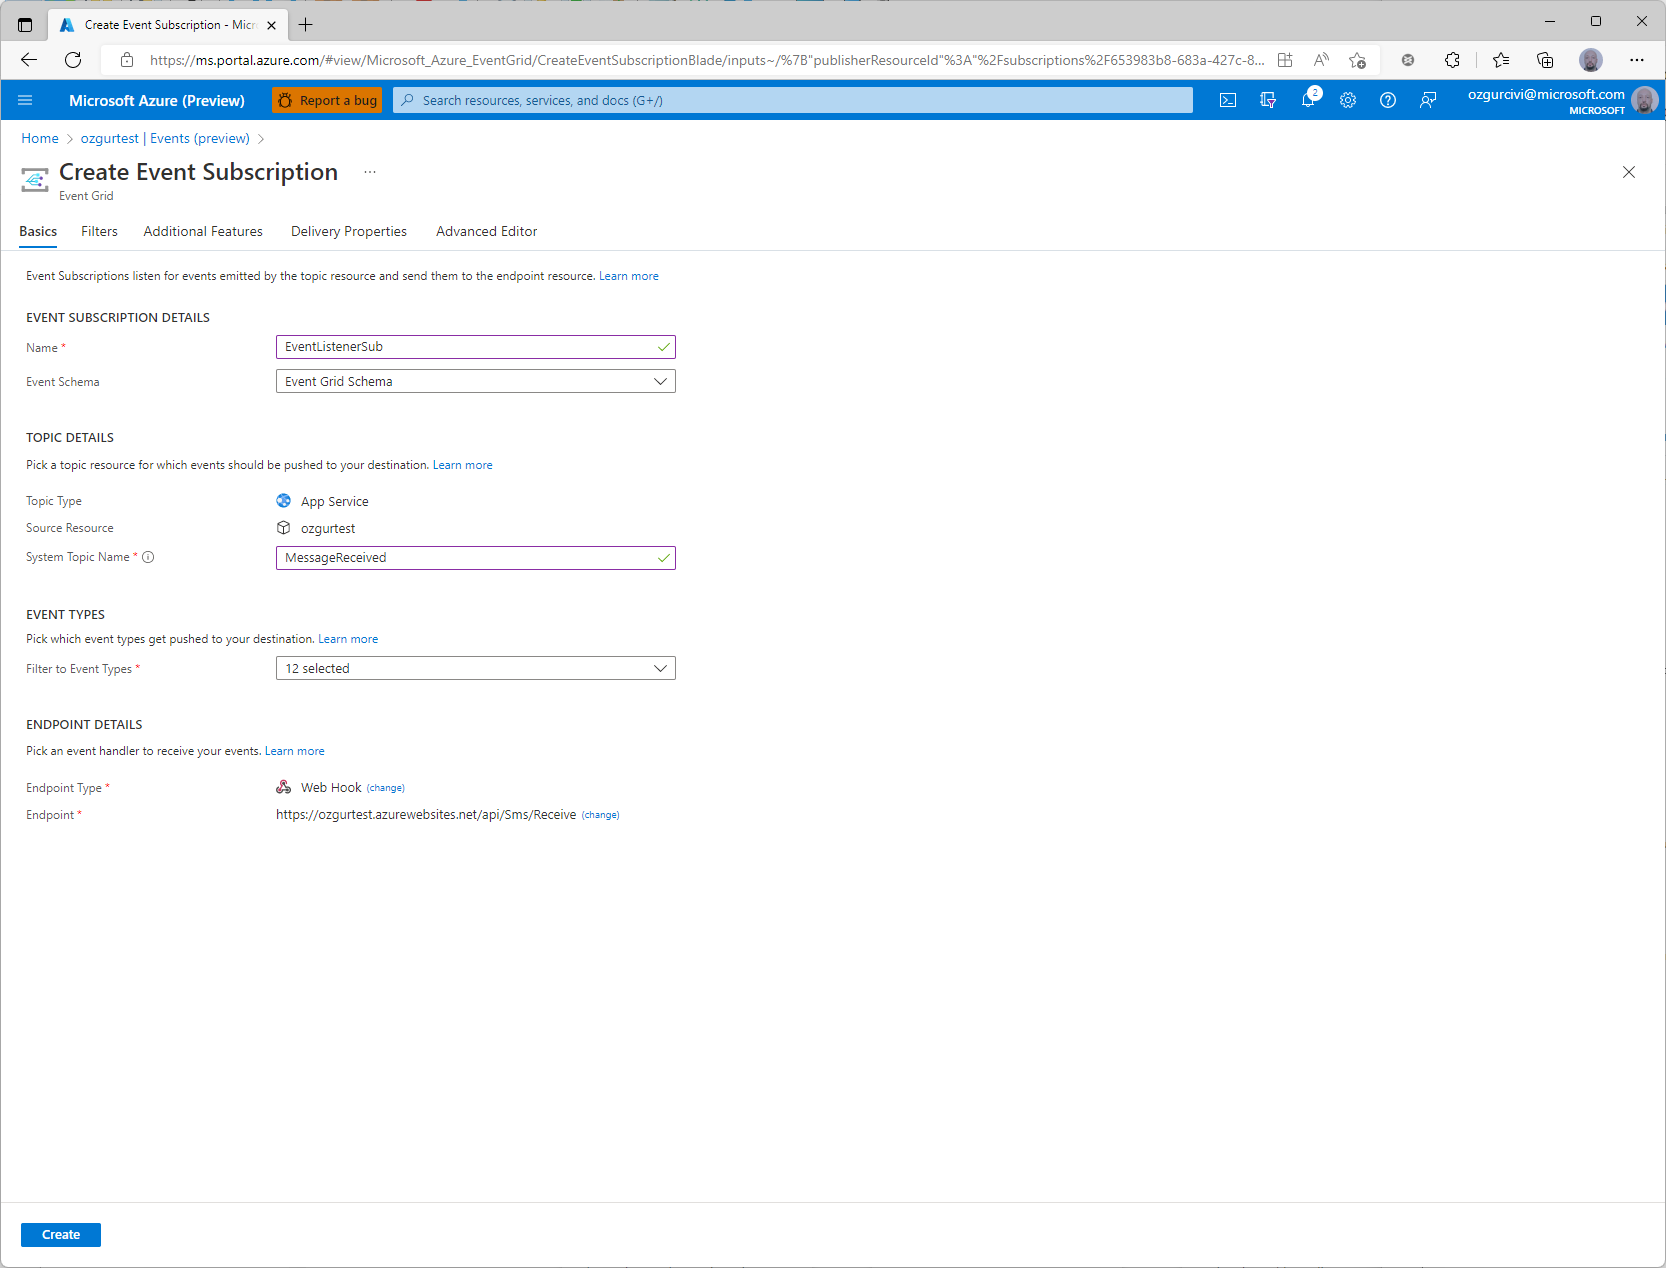 Create Event Subscription - Micr
https://ms.portal.azure.com/#view/Microsoft_Azure_EventGrid/CreateEventSubscriptionBlade/inputs~/%7B"publisherResourceId"%3A"%2Fsubscriptions%2F653983b8-683a-427c-8...
Microsoft Azure (Preview)
Report a bug
Search resources, services, and docs (G+/)
2
ozgurcivi@microsoft.com
MICROSOFT
Home > ozgurtest | Events (preview) >
Create Event Subscription ...
Event Grid
Basics Filters Additional Features Delivery Properties Advanced Editor
Event Subscriptions listen for events emitted by the topic resource and send them to the endpoint resource. Learn more
EVENT SUBSCRIPTION DETAILS
Name * EventListenerSub
Event Schema Event Grid Schema
TOPIC DETAILS
Pick a topic resource for which events should be pushed to your destination. Learn more
Topic Type App Service
Source Resource ozgurtest
System Topic Name * MessageReceived
EVENT TYPES
Pick which event types get pushed to your destination. Learn more
Filter to Event Types * 12 selected
ENDPOINT DETAILS
Pick an event handler to receive your events. Learn more
Endpoint Type * Web Hook (change)
Endpoint * https://ozgurtest.azurewebsites.net/api/Sms/Receive (change)
Create